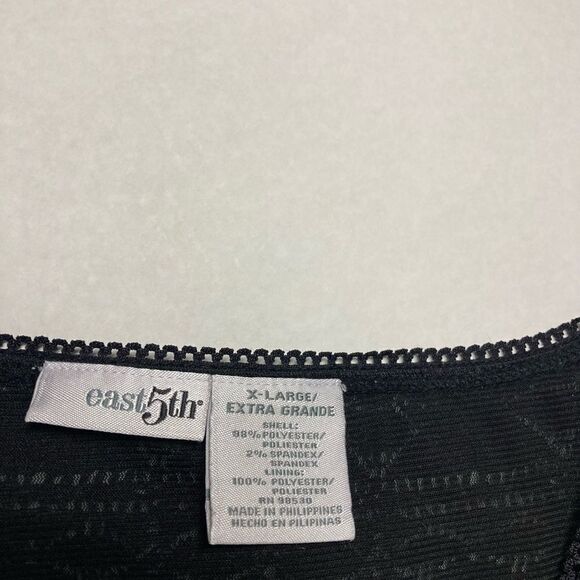 east5th®
X-LARGE/
EXTRA GRANDE
SHELL:
98% POLYESTER/
POLIESTER
2% SPANDEX/
SPANDEX
LINING:
100% POLYESTER/
POLIESTER
RN 98530
MADE IN PHILIPPINES
HECHO EN PILIPINAS